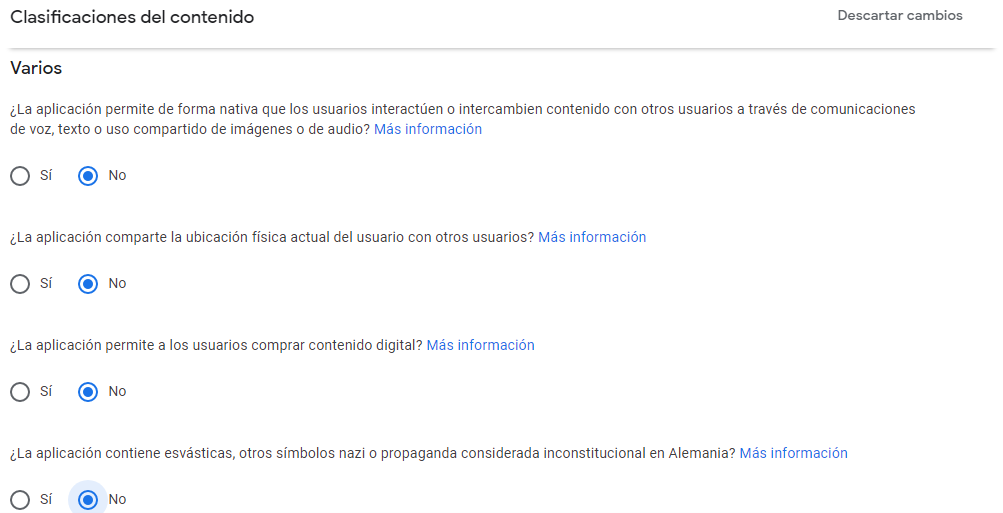 Clasificaciones del contenido
Descartar cambios
Varios
¿La aplicación permite de forma nativa que los usuarios interactúen o intercambien contenido con otros usuarios a través de comunicaciones
de voz, texto o uso compartido de imágenes o de audio? Más información
Sí No
¿La aplicación comparte la ubicación física actual del usuario con otros usuarios? Más información
Sí No
¿La aplicación permite a los usuarios comprar contenido digital? Más información
Sí No
¿La aplicación contiene esvásticas, otros símbolos nazi o propaganda considerada inconstitucional en Alemania? Más información
Sí No